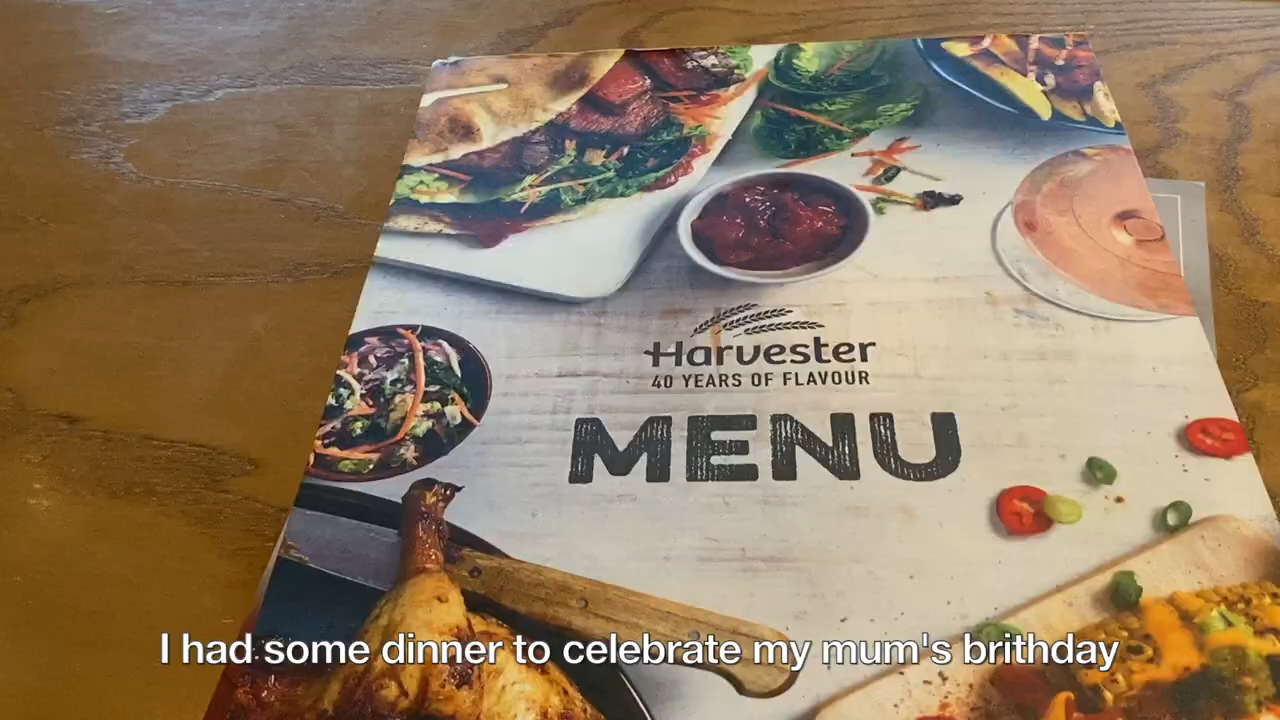 Harvester
40 YEARS OF FLAVOUR
MENU
I had some dinner to celebrate my mum's brithday